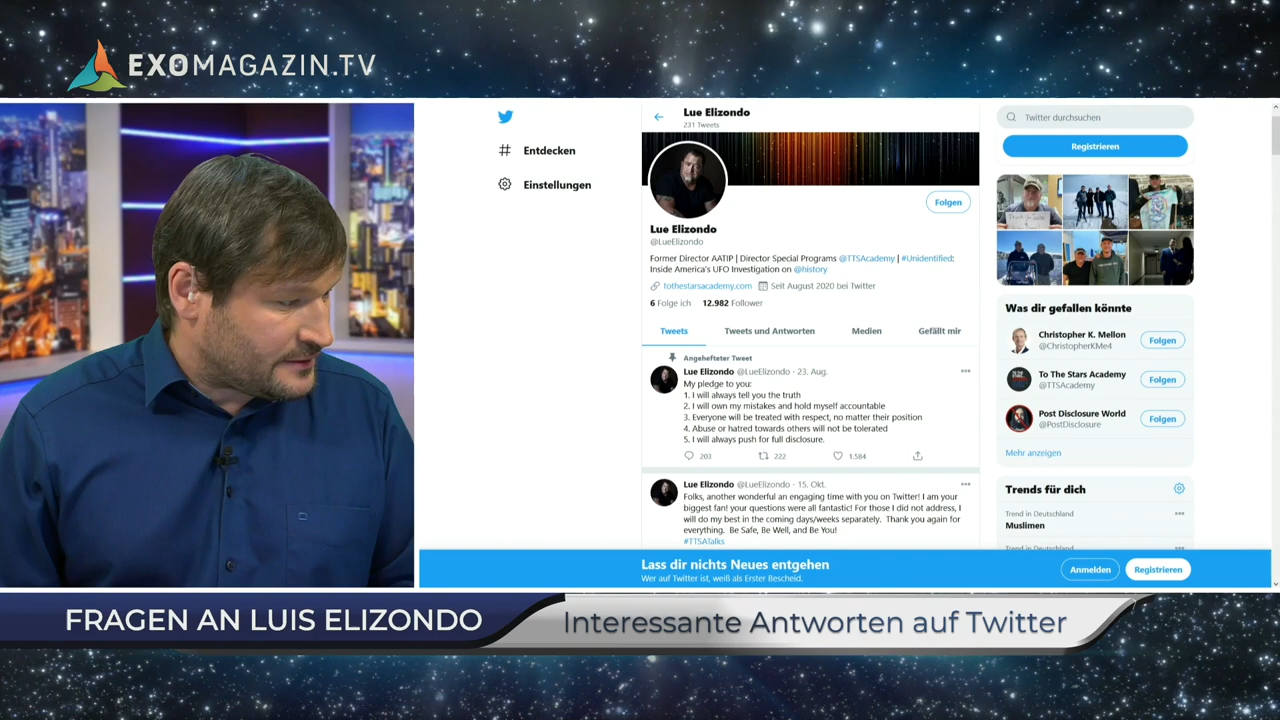 EXOMAGAZIN.TV
Lue Elizondo
231 Tweets
Entdecken
Einstellungen
Folgen
Lue Elizondo
@LueElizondo
Former Director AATIP | Director Special Programs @TTSAcademy | #Unidentified:
Inside America's UFO Investigation on @history
tothestarsacademy.com Seit August 2020 bei Twitter
6 Folge ich 12.982 Follower
Tweets Tweets und Antworten Medien Gefällt mir
Angehefteter Tweet
Lue Elizondo @LueElizondo · 23. Aug.
My pledge to you:
1. I will always tell you the truth
2. I will own my mistakes and hold myself accountable
3. Everyone will be treated with respect, no matter their position
4. Abuse or hatred towards others will not be tolerated
5. I will always push for full disclosure.
203 222 1.584
Lue Elizondo @LueElizondo · 15. Okt.
Folks, another wonderful an engaging time with you on Twitter! I am your
biggest fan! your questions were all fantastic! For those I did not address, I
will do my best in the coming days/weeks separately. Thank you again for
everything. Be Safe, Be Well, and Be You!
#TTSATalks
Twitter durchsuchen
Registrieren
Was dir gefallen könnte
Christopher K. Mellon
@ChristopherKMe4
Folgen
To The Stars Academy
@TTSAcademy
Folgen
Post Disclosure World
@PostDisclosure
Folgen
Mehr anzeigen
Trends für dich
Trend in Deutschland
Muslimen
Trend in Deutschland
Lass dir nichts Neues entgehen
Wer auf Twitter ist, weiß als Erster Bescheid.
Anmelden Registrieren
FRAGEN AN LUIS ELIZONDO
Interessante Antworten auf Twitter